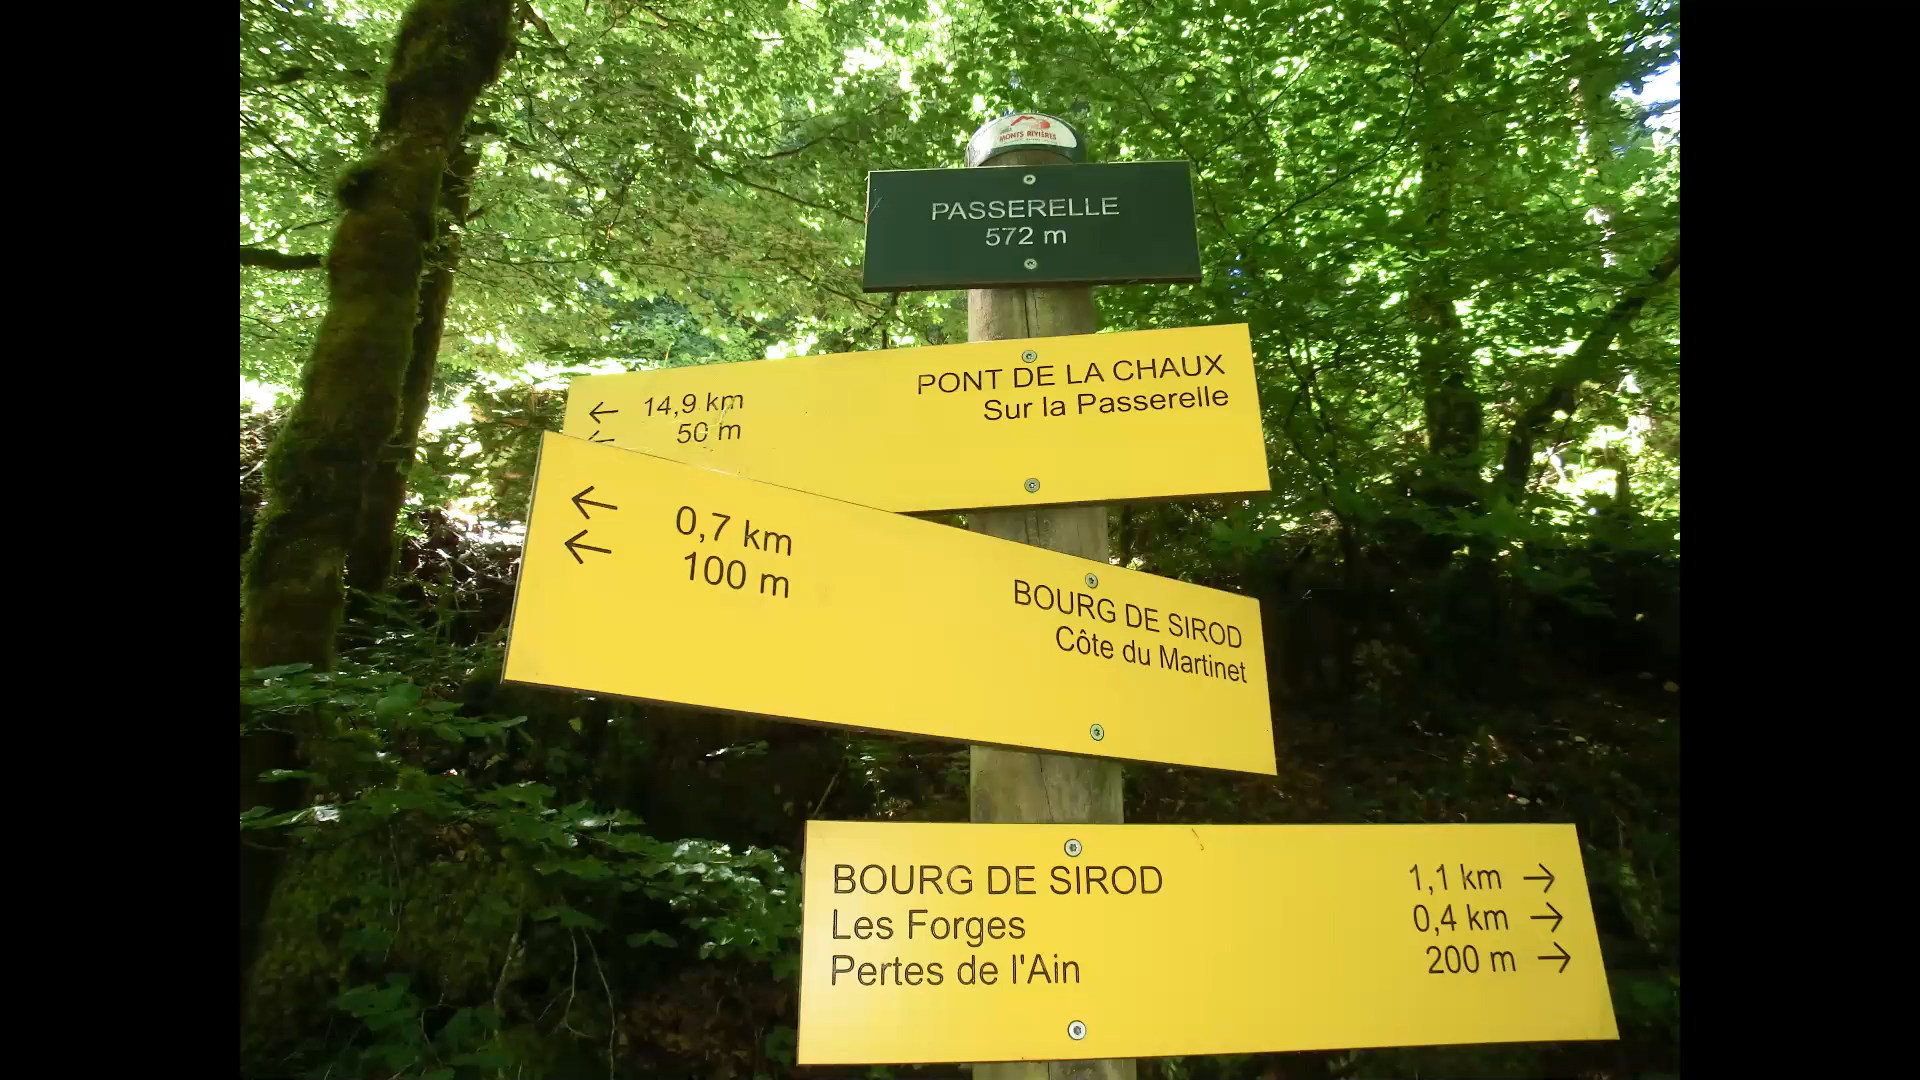 MONTS RIVIÈRES
PASSERELLE
572 m
← 14,9 km PONT DE LA CHAUX
← 50 m Sur la Passerelle
← 0,7 km BOURG DE SIROD
← 100 m Côte du Martinet
BOURG DE SIROD 1,1 km →
Les Forges 0,4 km →
Pertes de l'Ain 200 m →